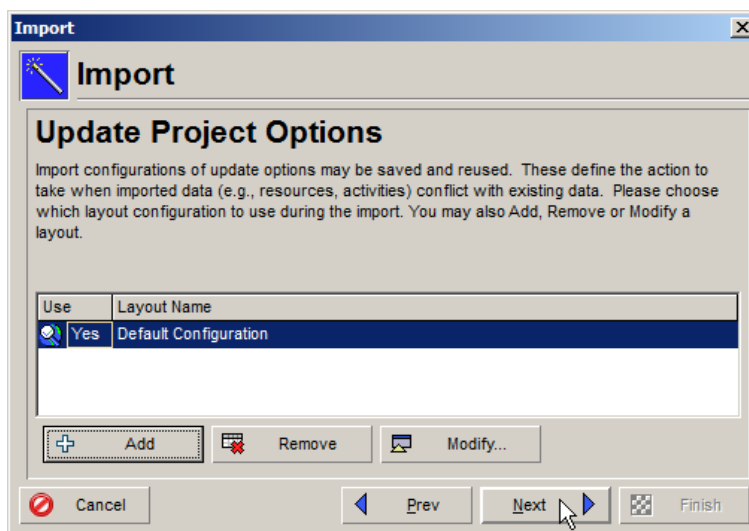 Import
Import
Update Project Options
Import configurations of update options may be saved and reused.  These define the action to
take when imported data (e.g., resources, activities) conflict with existing data.  Please choose
which layout configuration to use during the import. You may also Add, Remove or Modify a
layout.
Use Layout Name
Yes Default Configuration
Add Remove Modify...
Cancel Prev Next Finish